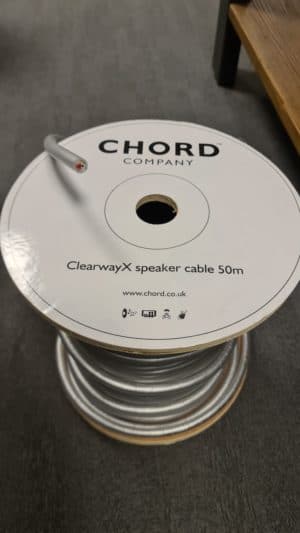 CHORD
COMPANY
ClearwayX speaker cable 50m
www.chord.co.uk